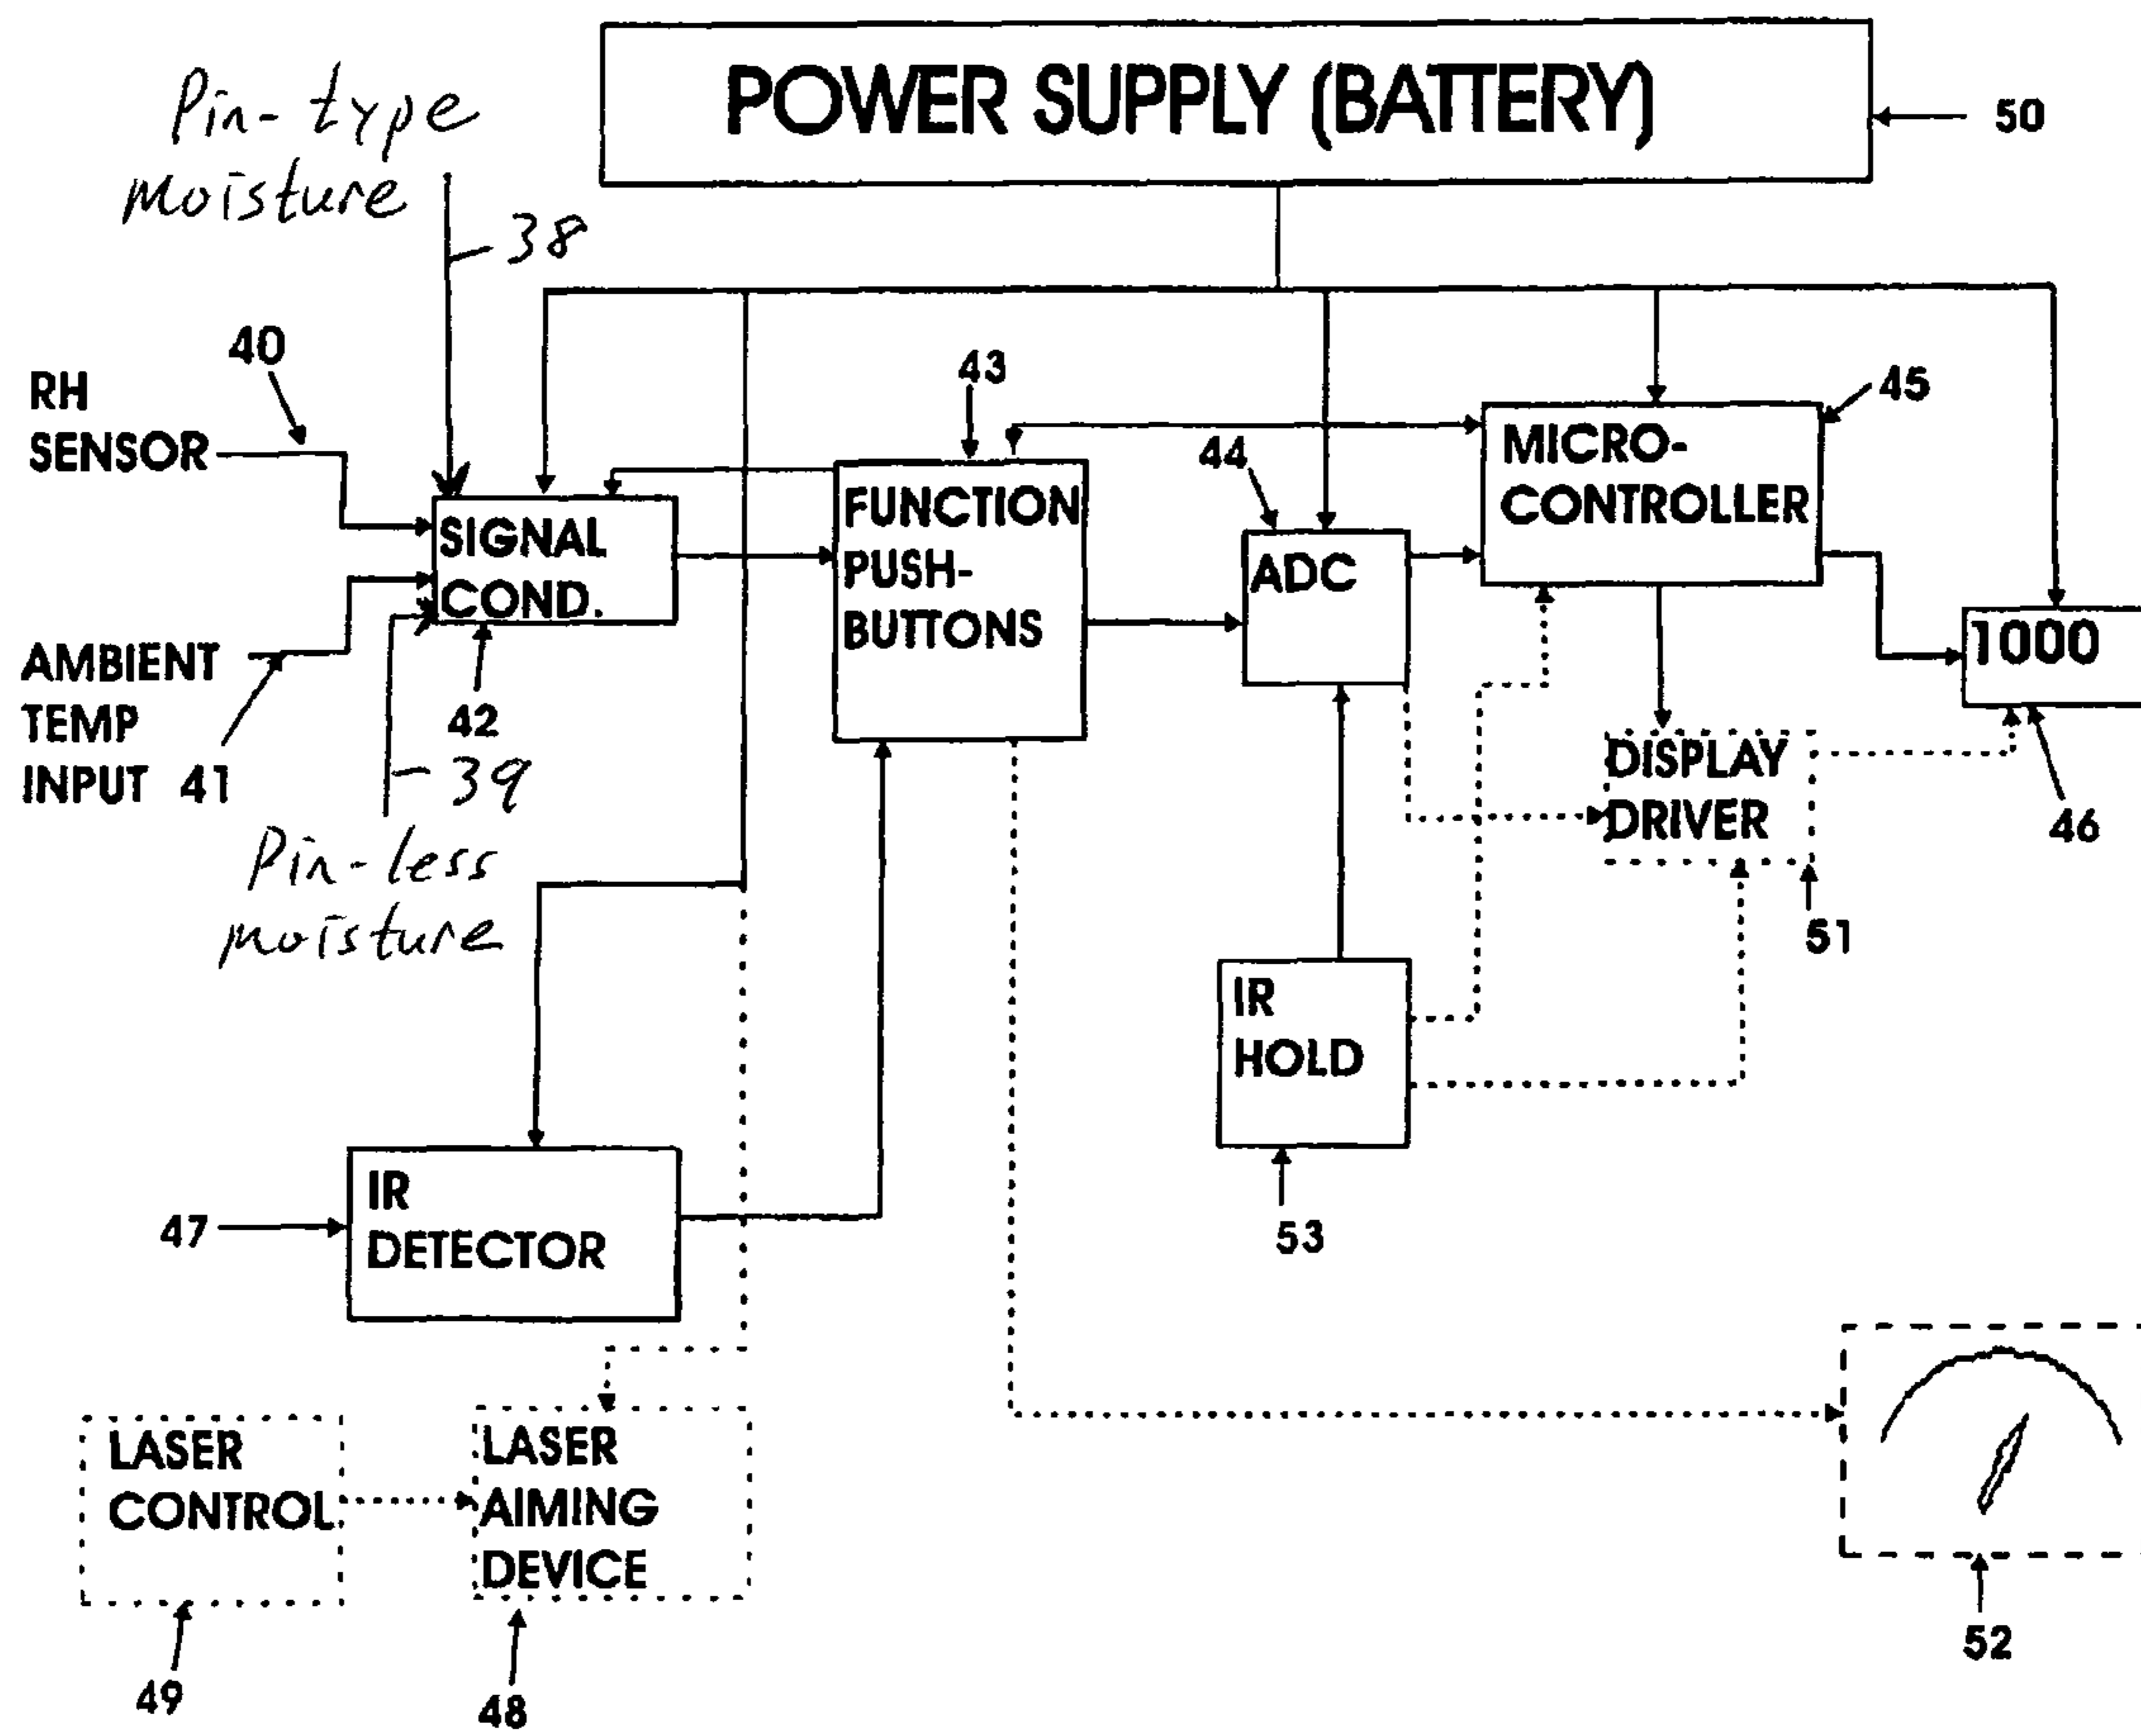 POWER SUPPLY (BATTERY)
50
Pin-type
moisture
38
40
RH
SENSOR
43
45
44
MICRO-
CONTROLLER
FUNCTION
PUSH-
BUTTONS
SIGNAL
COND.
ADC
1000
AMBIENT
TEMP
INPUT 41
42
39
DISPLAY
DRIVER
46
Pin-less
moisture
51
IR
HOLD
IR
DETECTOR
47
53
LASER
CONTROL
LASER
AIMING
DEVICE
52
49
48